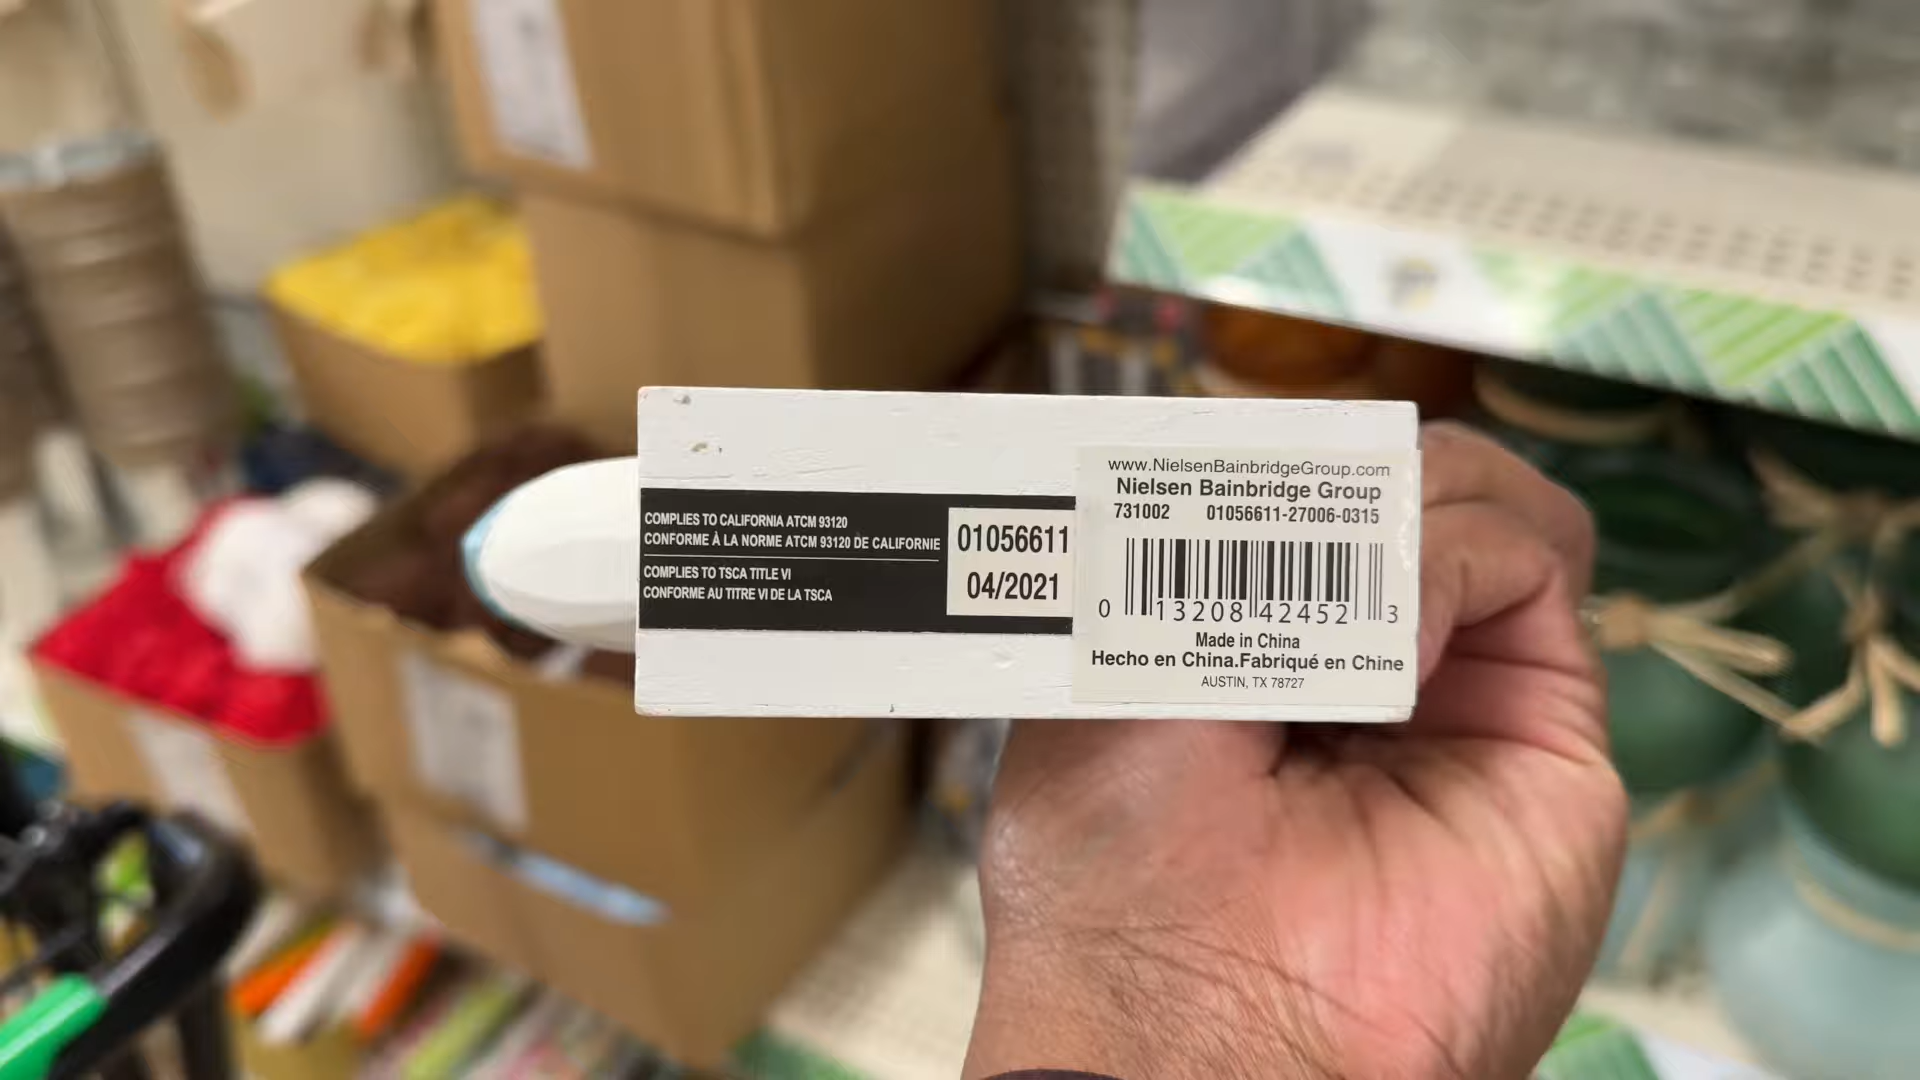 COMPLIES TO CALIFORNIA ATCM 93120
CONFORME À LA NORME ATCM 93120 DE CALIFORNIE
COMPLIES TO TSCA TITLE VI
CONFORME AU TITRE VI DE LA TSCA
01056611
04/2021
www.NielsenBainbridgeGroup.com
Nielsen Bainbridge Group
731002 01056611-27006-0315
0 13208 42452 3
Made in China
Hecho en China.Fabriqué en Chine
AUSTIN, TX 78727